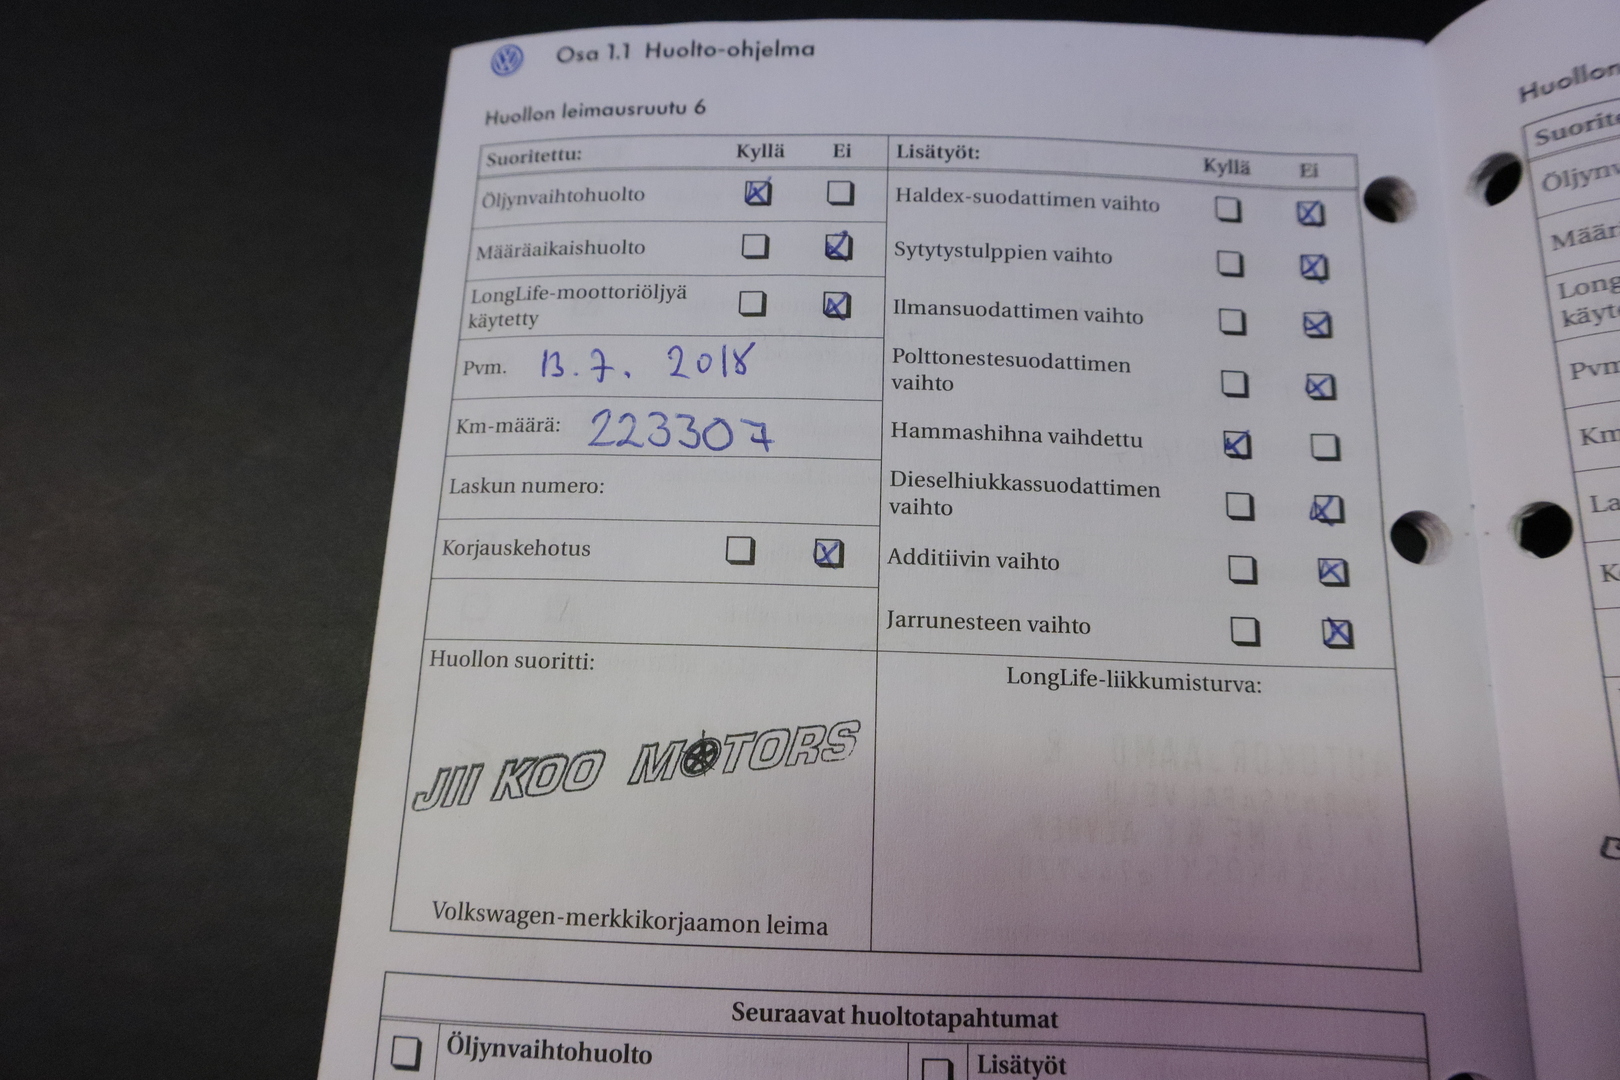 Osa 1.1 Huolto-ohjelma
Huollon leimausruutu 6
Suoritettu: Kyllä Ei
Öljynvaihtohuolto
Määräaikaishuolto
LongLife-moottoriöljyä
käytetty
Pvm. 13.7. 2018
Km-määrä: 223307
Laskun numero:
Korjauskehotus
Lisätyöt: Kyllä Ei
Haldex-suodattimen vaihto
Sytytystulppien vaihto
Ilmansuodattimen vaihto
Polttonestesuodattimen
vaihto
Hammashihna vaihdettu
Dieselhiukkassuodattimen
vaihto
Additiivin vaihto
Jarrunesteen vaihto
Huollon suoritti:
JII KOO MOTORS
Volkswagen-merkkikorjaamon leima
LongLife-liikkumisturva:
Seuraavat huoltotapahtumat
Öljynvaihtohuolto
Lisätyöt